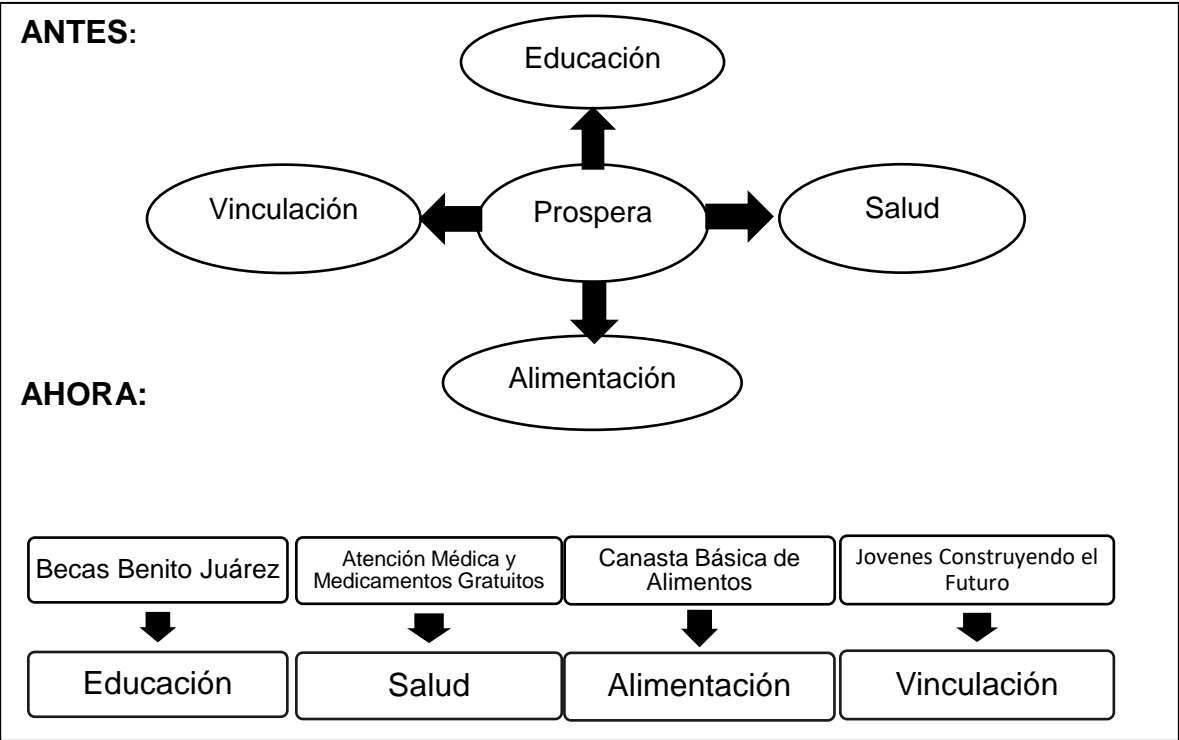 ANTES:
Educación
Vinculación
Prospera
Salud
Alimentación
AHORA:
Becas Benito Juárez
Atención Médica y
Medicamentos Gratuitos
Canasta Básica de
Alimentos
Jovenes Construyendo el
Futuro
Educación
Salud
Alimentación
Vinculación